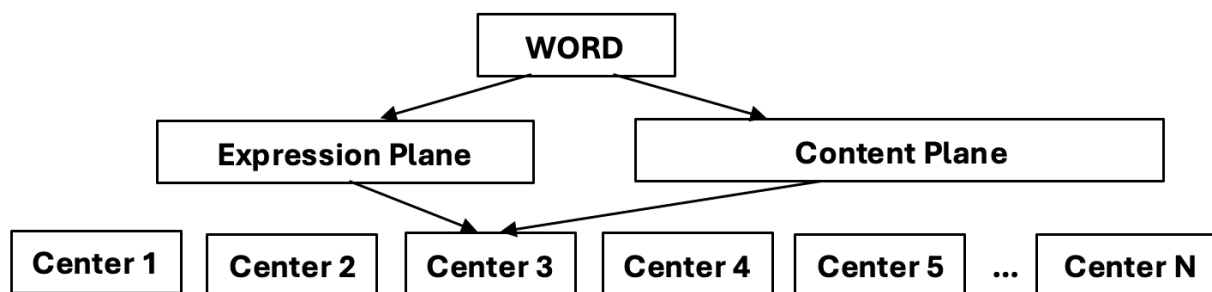 WORD
Expression Plane
Content Plane
Center 1
Center 2
Center 3
Center 4
Center 5
...
Center N